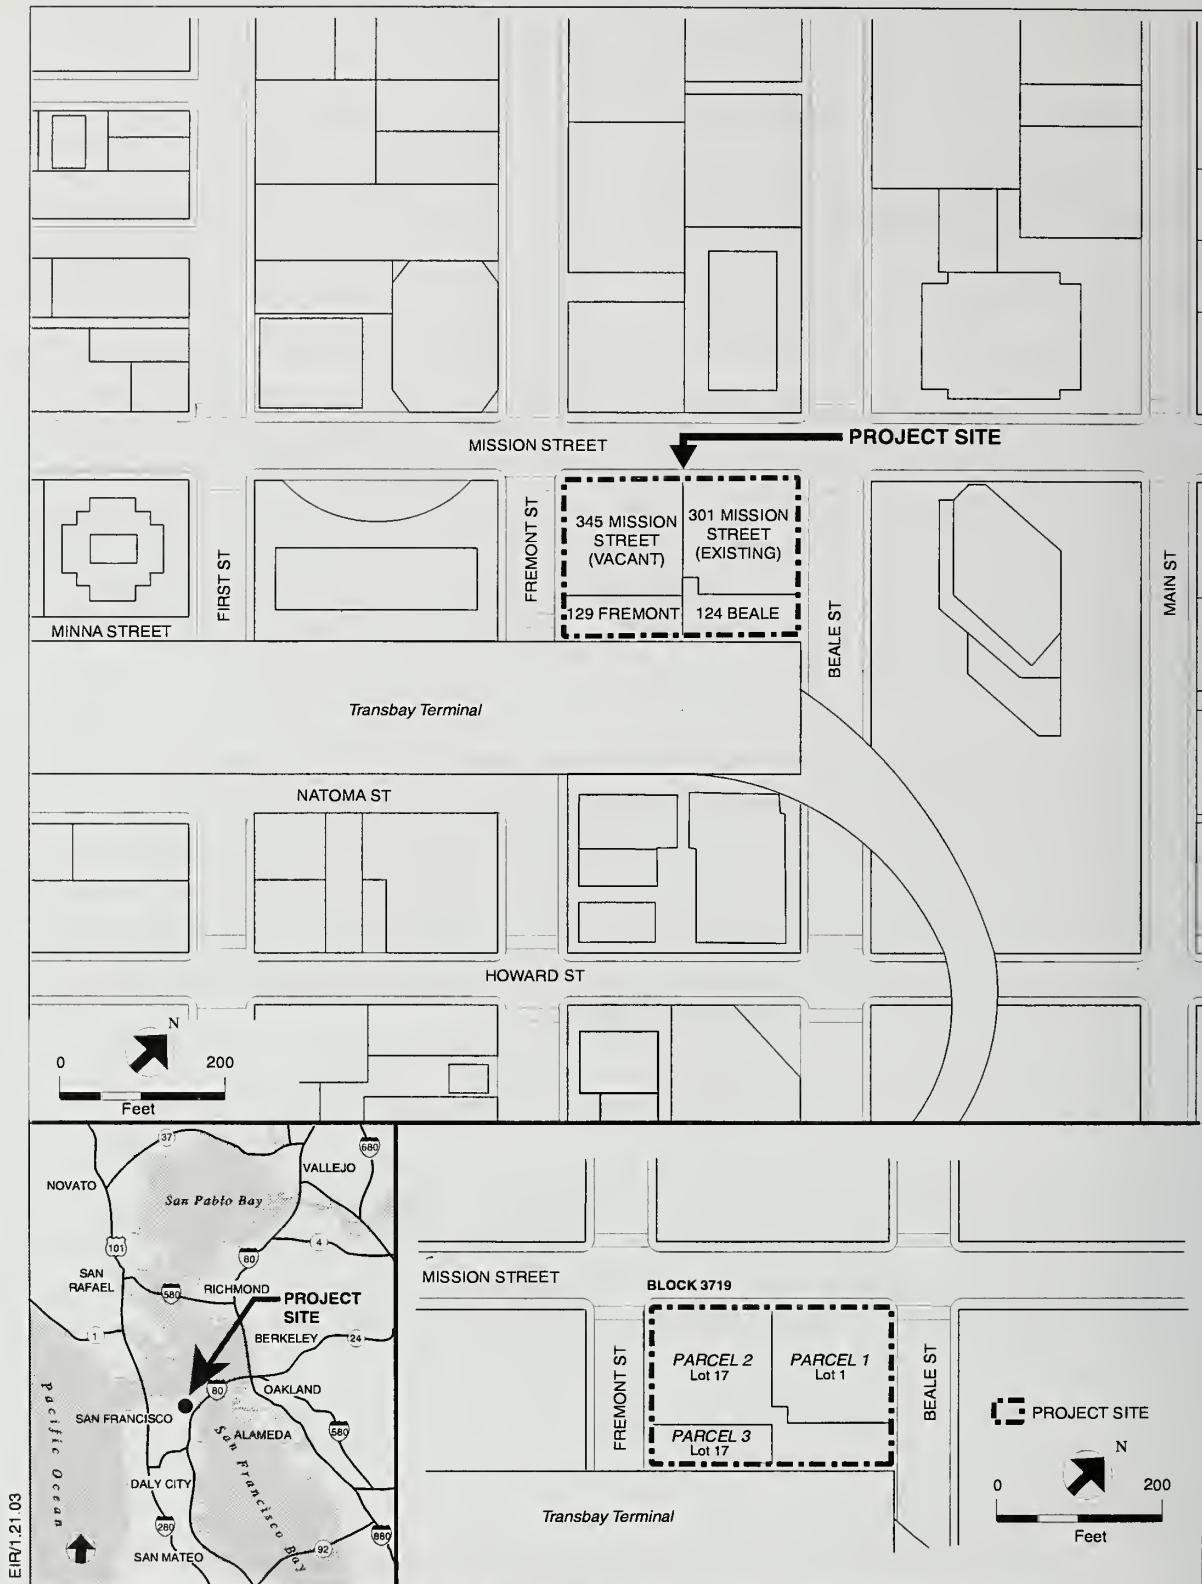 MISSION STREET
PROJECT SITE
345 MISSION
STREET
(VACANT)
301 MISSION
STREET
(EXISTING)
FIRST ST
FREMONT ST
BEALE ST
MAIN ST
129 FREMONT
124 BEALE
MINNA STREET
Transbay Terminal
NATOMA ST
HOWARD ST
N
0
200
Feet
37
680
VALLEJO
NOVATO
San Pablo Bay
101
80
4
SAN
RAFAEL
580
RICHMOND
PROJECT
SITE
1
BERKELEY
24
80
OAKLAND
SAN FRANCISCO
ALAMEDA
580
Pacific Ocean
San Francisco Bay
DALY CITY
280
880
92
SAN MATEO
MISSION STREET
BLOCK 3719
FREMONT ST
PARCEL 2
Lot 17
PARCEL 1
Lot 1
BEALE ST
PARCEL 3
Lot 17
PROJECT SITE
N
0
200
Feet
Transbay Terminal
EIR/1.21.03